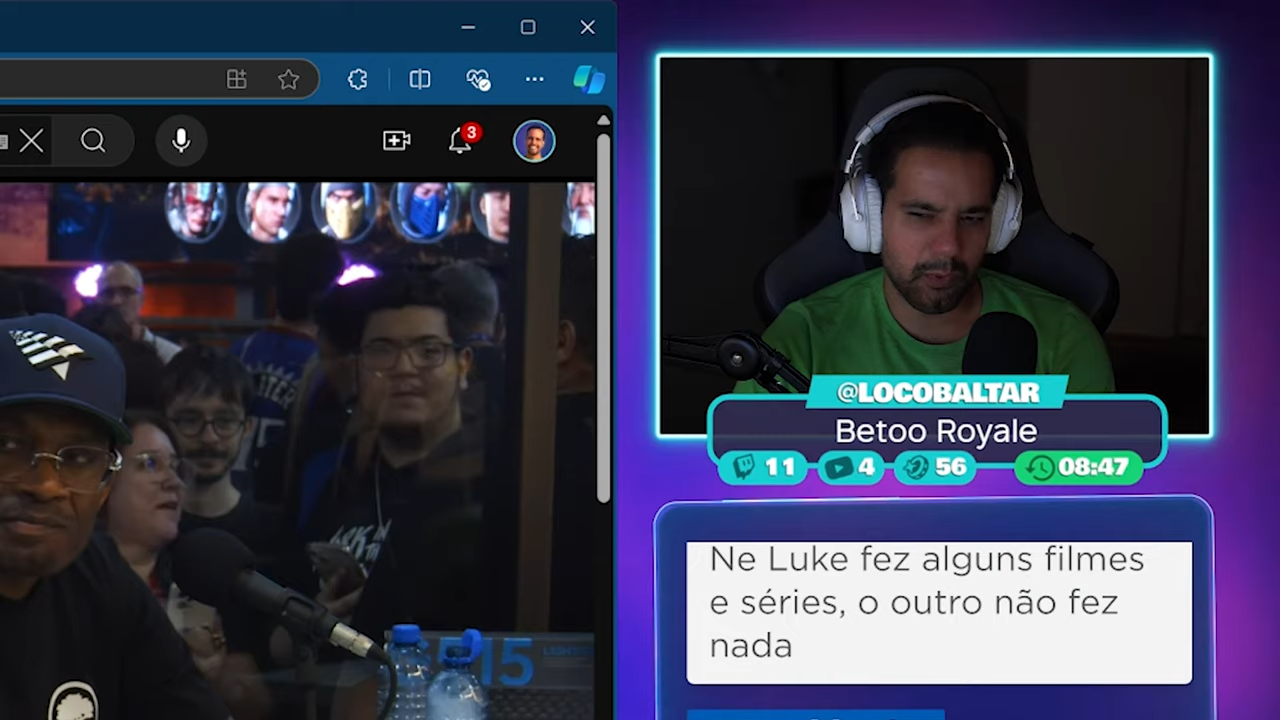 3
@LOCOBALTAR
Betoo Royale
11
4
56
08:47
Ne Luke fez alguns filmes
e séries, o outro não fez
nada